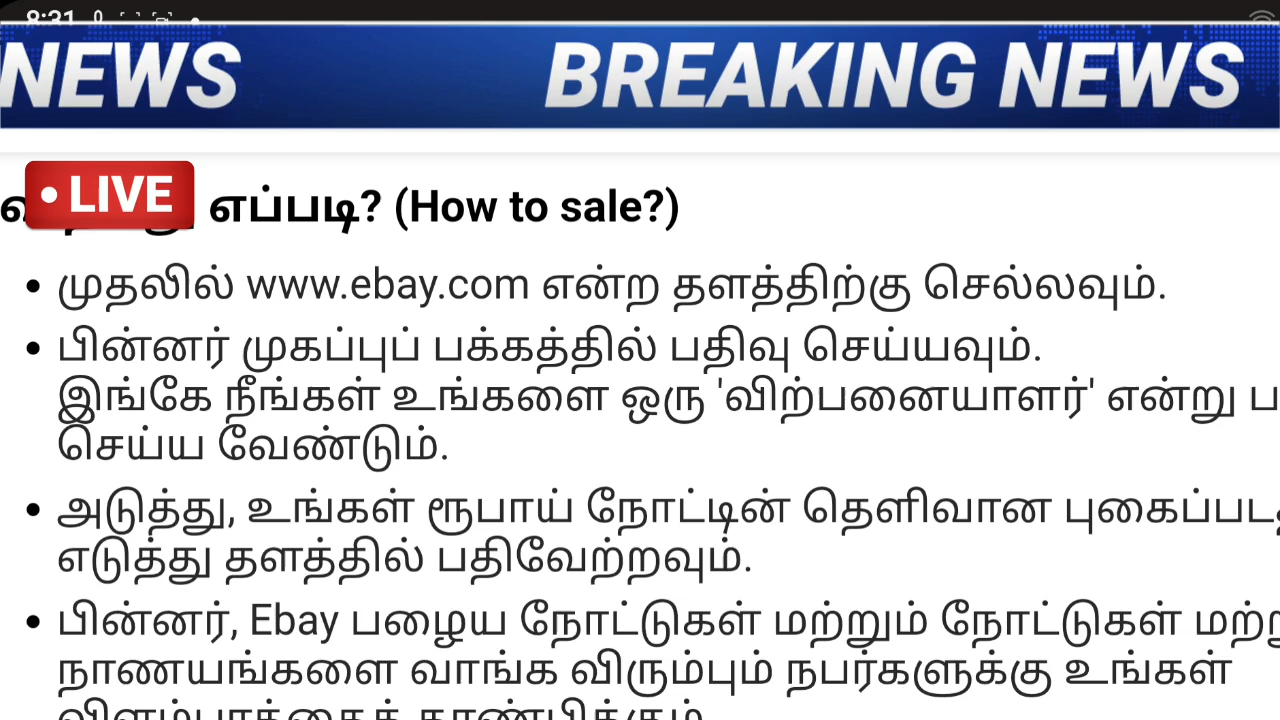 8:31
NEWS BREAKING NEWS
• LIVE
எப்படி? (How to sale?)
• முதலில் www.ebay.com என்ற தளத்திற்கு செல்லவும்.
• பின்னர் முகப்புப் பக்கத்தில் பதிவு செய்யவும்.
இங்கே நீங்கள் உங்களை ஒரு 'விற்பனையாளர்' என்று
செய்ய வேண்டும்.
• அடுத்து, உங்கள் ரூபாய் நோட்டின் தெளிவான
எடுத்து தளத்தில் பதிவேற்றவும்.
• பின்னர், Ebay பழைய நோட்டுகள் மற்றும் நோட்டுகள்
நாணயங்களை வாங்க விரும்பும் நபர்களுக்கு உங்கள்